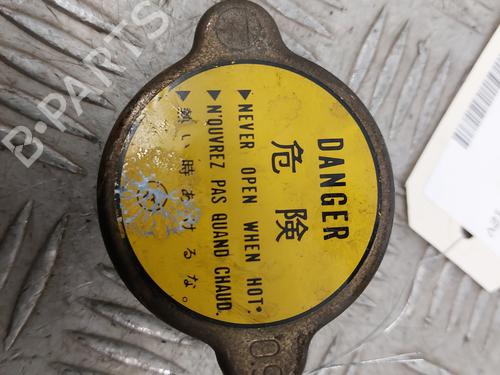 DANGER
危険
▶NEVER OPEN WHEN HOT.
▶N'OUVREZ PAS QUAND CHAUD.
▶熱い時あけるな。
B-PARTS